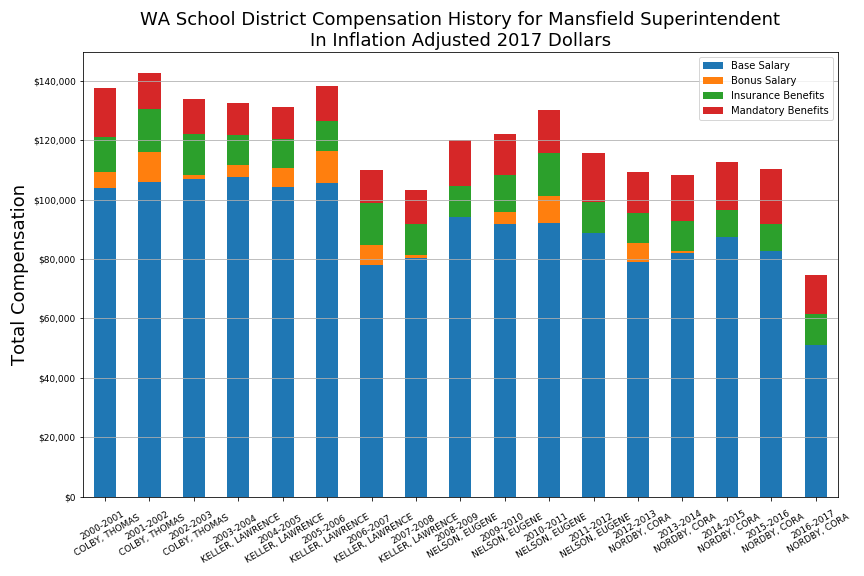 WA School District Compensation History for Mansfield Superintendent
In Inflation Adjusted 2017 Dollars
Base Salary
Bonus Salary
Insurance Benefits
Mandatory Benefits
Total Compensation
$140,000
$120,000
$100,000
$80,000
$60,000
$40,000
$20,000
$0
2000-2001
COLBY, THOMAS
2001-2002
COLBY, THOMAS
2002-2003
COLBY, THOMAS
2003-2004
KELLER, LAWRENCE
2004-2005
KELLER, LAWRENCE
2005-2006
KELLER, LAWRENCE
2006-2007
KELLER, LAWRENCE
2007-2008
KELLER, LAWRENCE
2008-2009
NELSON, EUGENE
2009-2010
NELSON, EUGENE
2010-2011
NELSON, EUGENE
2011-2012
NELSON, EUGENE
2012-2013
NORDBY, CORA
2013-2014
NORDBY, CORA
2014-2015
NORDBY, CORA
2015-2016
NORDBY, CORA
2016-2017
NORDBY, CORA